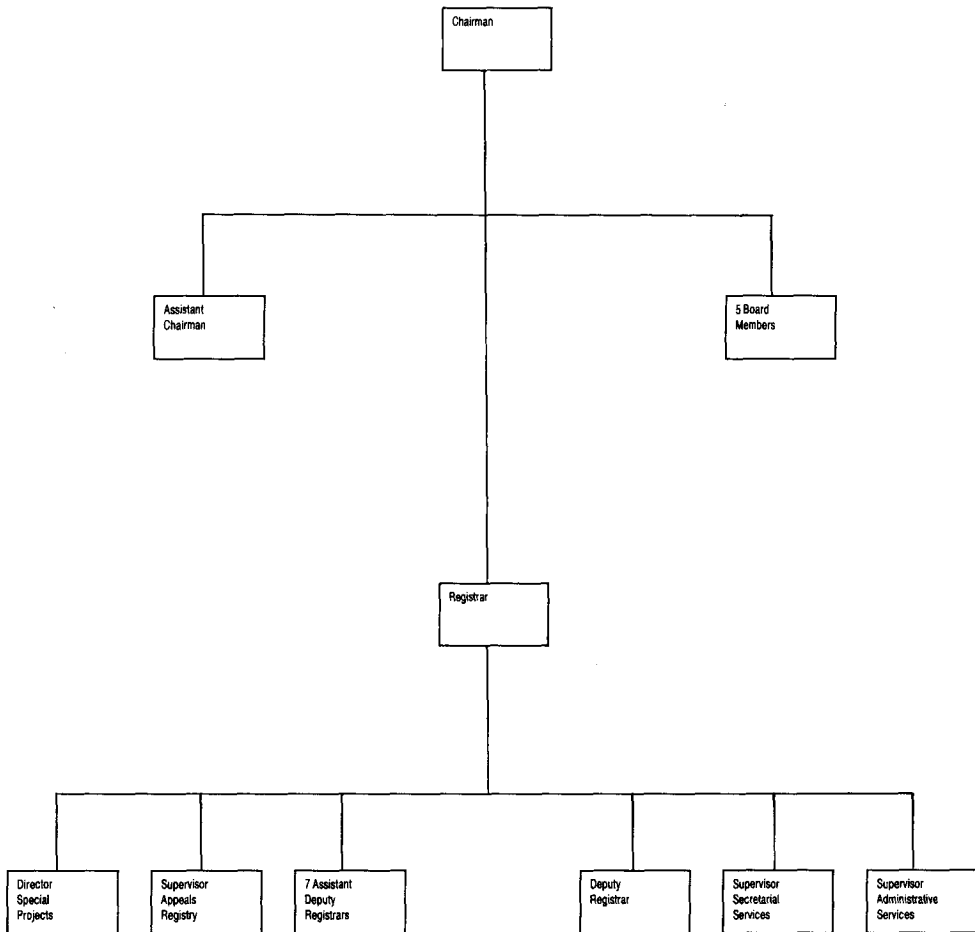 Chairman
Assistant
Chairman
5 Board
Members
Registrar
Director
Special
Projects
Supervisor
Appeals
Registry
7 Assistant
Deputy
Registrars
Deputy
Registrar
Supervisor
Secretarial
Services
Supervisor
Administrative
Services